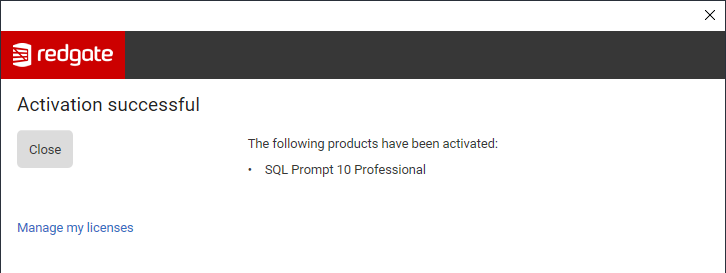 redgate
Activation successful
Close
The following products have been activated:
• SQL Prompt 10 Professional
Manage my licenses